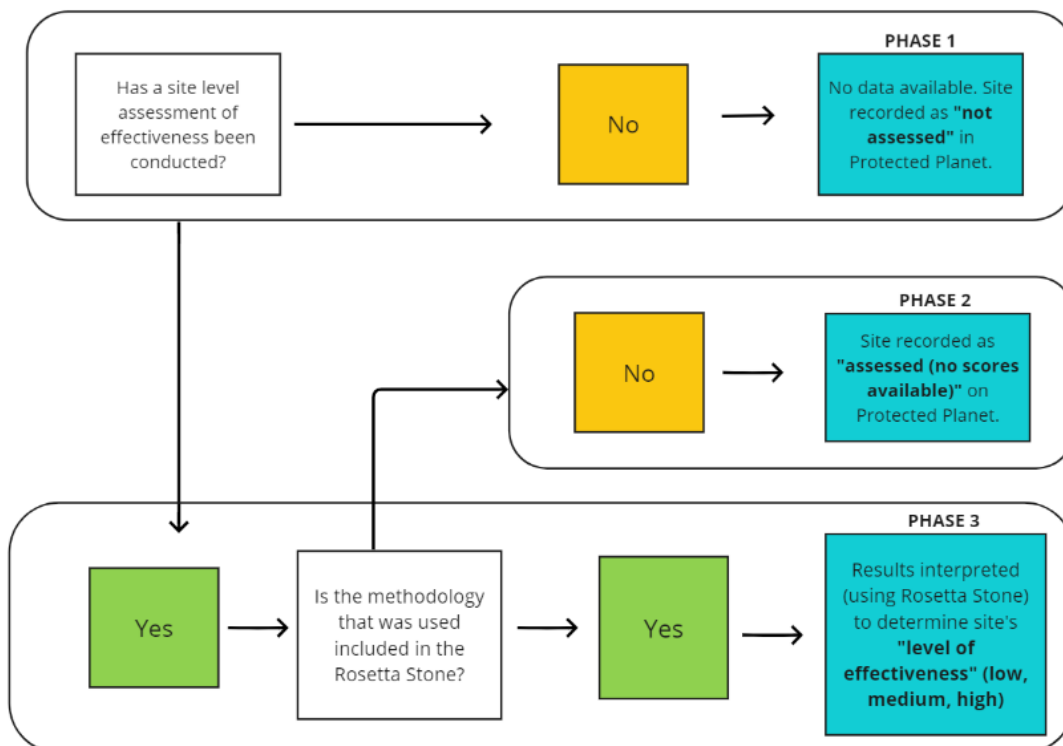 PHASE 1
Has a site level
assessment of
effectiveness been
conducted?
No
No data available. Site
recorded as "not
assessed" in
Protected Planet.
PHASE 2
No
Site recorded as
"assessed (no scores
available)" on
Protected Planet.
PHASE 3
Yes
Is the methodology
that was used
included in the
Rosetta Stone?
Yes
Results interpreted
(using Rosetta Stone)
to determine site's
"level of
effectiveness" (low,
medium, high)